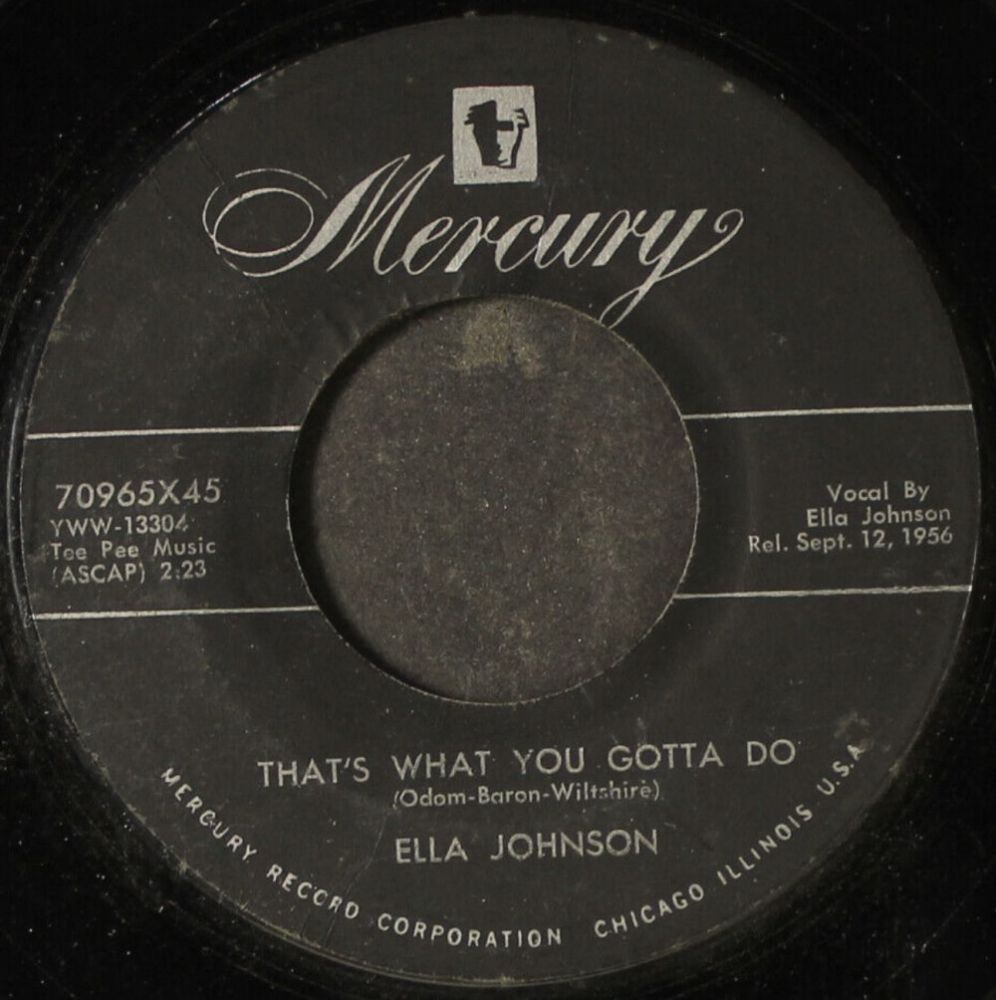 Mercury
70965X45
YWW-13304
Tee Pee Music
(ASCAP) 2:23
Vocal By
Ella Johnson
Rel. Sept. 12, 1956
THAT'S WHAT YOU GOTTA DO
(Odom-Baron-Wiltshire)
ELLA JOHNSON
MERCURY RECORD CORPORATION CHICAGO ILLINOIS U.S.A.